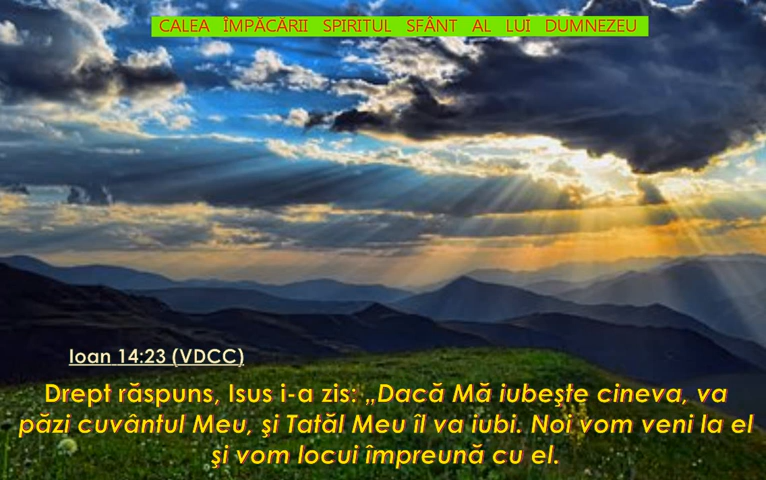 CALEA ÎMPĂCĂRII SPIRITUL SFÂNT AL LUI DUMNEZEU
Ioan 14:23 (VDCC)
Drept răspuns, Isus i-a zis: „Dacă Mă iubeşte cineva, va
păzi cuvântul Meu, şi Tatăl Meu îl va iubi. Noi vom veni la el
şi vom locui împreună cu el.